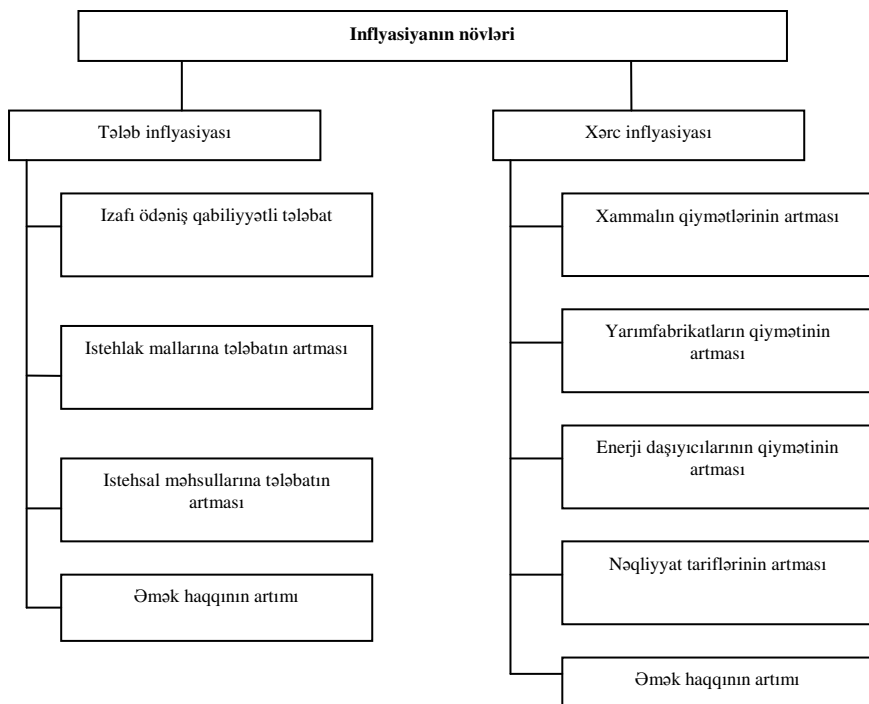 Inflyasiyanın növləri
Tələb inflyasiyası
Izafı ödəniş qabiliyyətli tələbat
Istehlak mallarına tələbatın artması
Istehsal məhsullarına tələbatın
artması
Əmək haqqının artımı
Xərc inflyasiyası
Xammalın qiymətlərinin artması
Yarımfabrikatların qiymətinin
artması
Enerji daşıyıcılarının qiymətinin
artması
Nəqliyyat tariflərinin artması
Əmək haqqının artımı